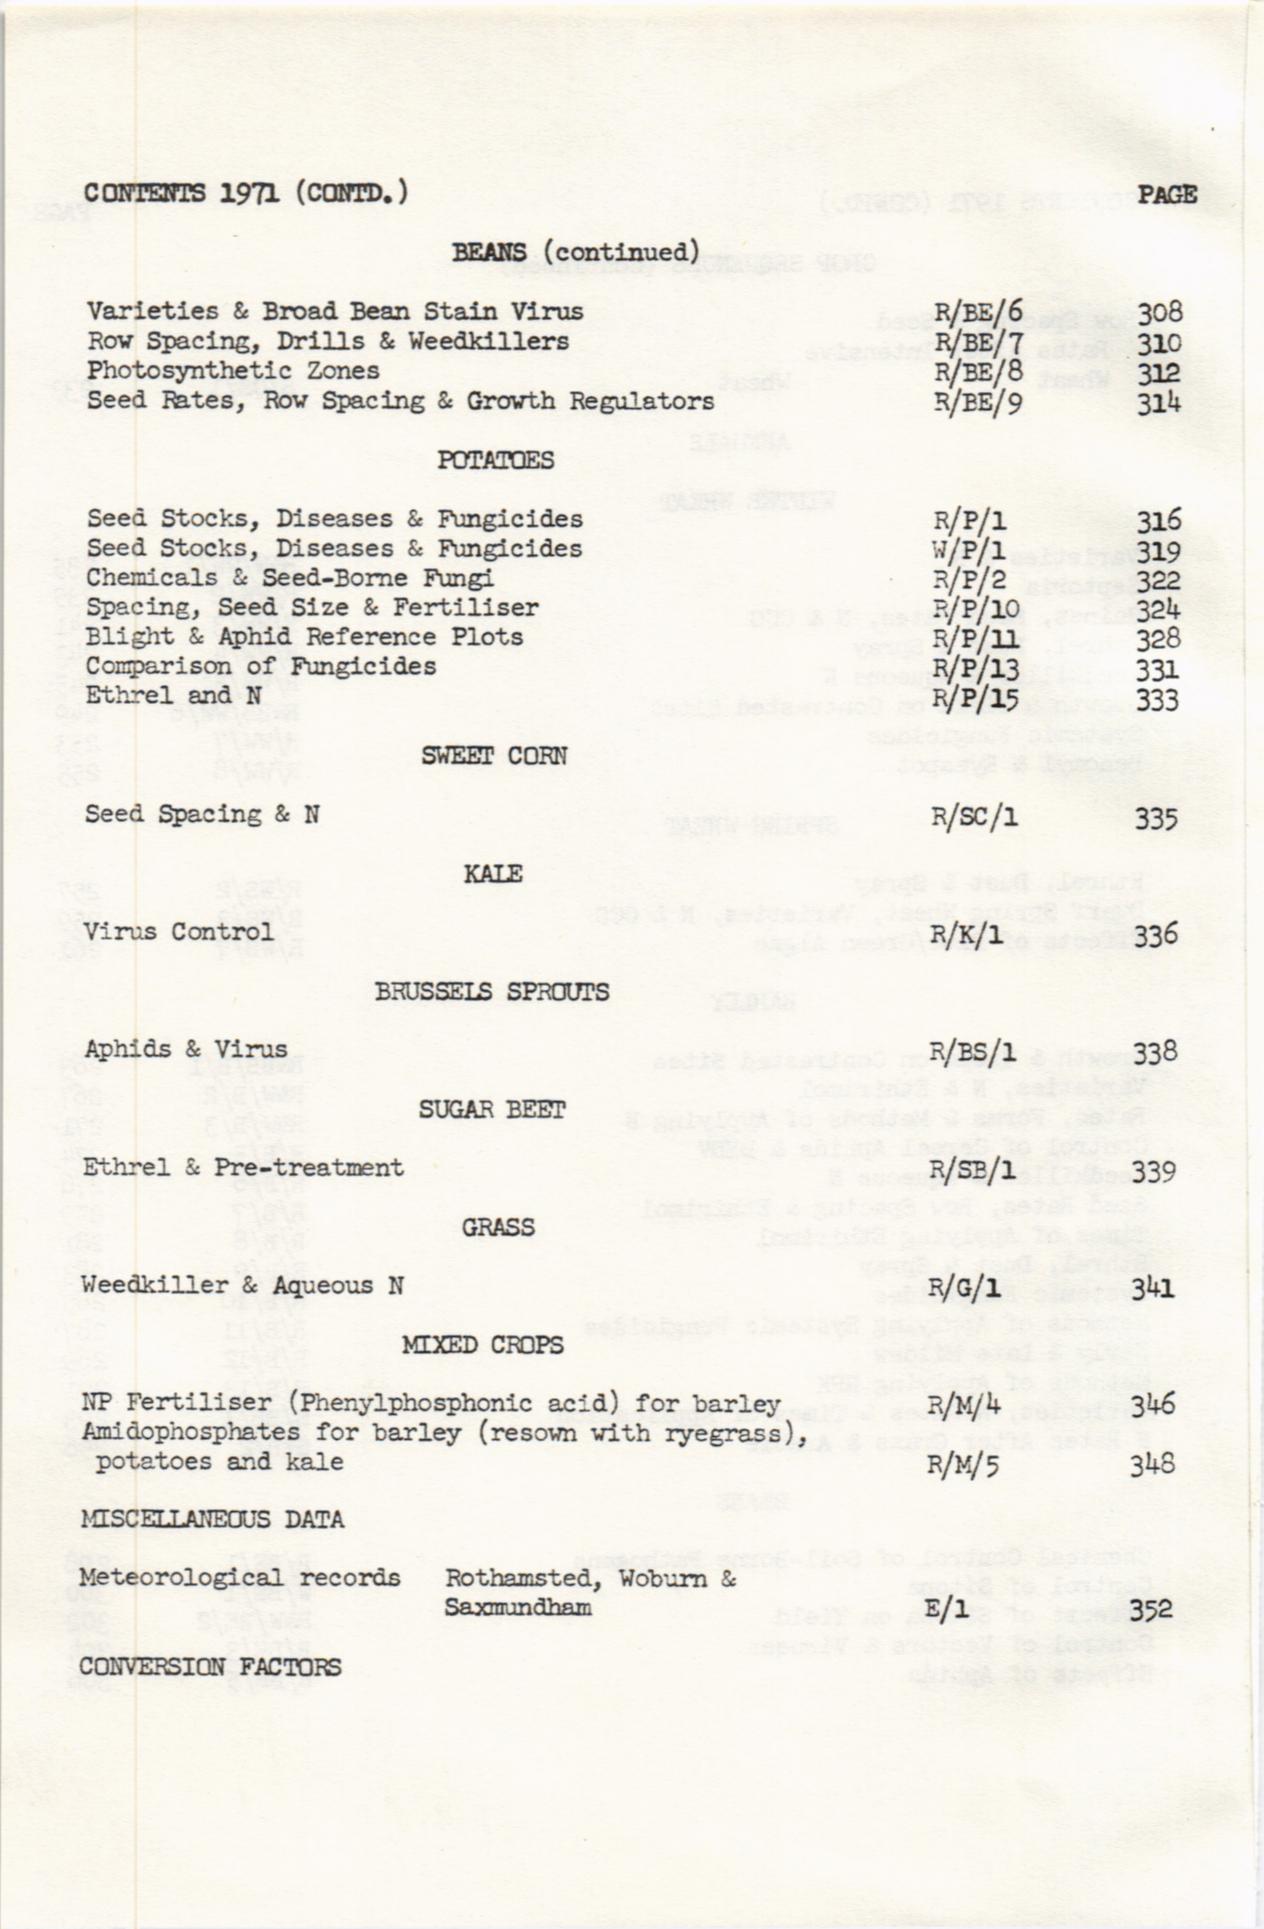 CONTENTS 1971 (CONTD.) PAGE
BEANS (continued)
Varieties & Broad Bean Stain Virus R/BE/6 308
Row Spacing, Drills & Weedkillers R/BE/7 310
Photosynthetic Zones R/BE/8 312
Seed Rates, Row Spacing & Growth Regulators R/BE/9 314
POTATOES
Seed Stocks, Diseases & Fungicides R/P/1 316
Seed Stocks, Diseases & Fungicides W/P/1 319
Chemicals & Seed-Borne Fungi R/P/2 322
Spacing, Seed Size & Fertiliser R/P/10 324
Blight & Aphid Reference Plots R/P/11 328
Comparison of Fungicides R/P/13 331
Ethrel and N R/P/15 333
SWEET CORN
Seed Spacing & N R/SC/1 335
KALE
Virus Control R/K/1 336
BRUSSELS SPROUTS
Aphids & Virus R/BS/1 338
SUGAR BEET
Ethrel & Pre-treatment R/SB/1 339
GRASS
Weedkiller & Aqueous N R/G/1 341
MIXED CROPS
NP Fertiliser (Phenylphosphonic acid) for barley R/M/4 346
Amidophosphates for barley (resown with ryegrass),
potatoes and kale R/M/5 348
MISCELLANEOUS DATA
Meteorological records Rothamsted, Woburn &
Saxmundham E/1 352
CONVERSION FACTORS